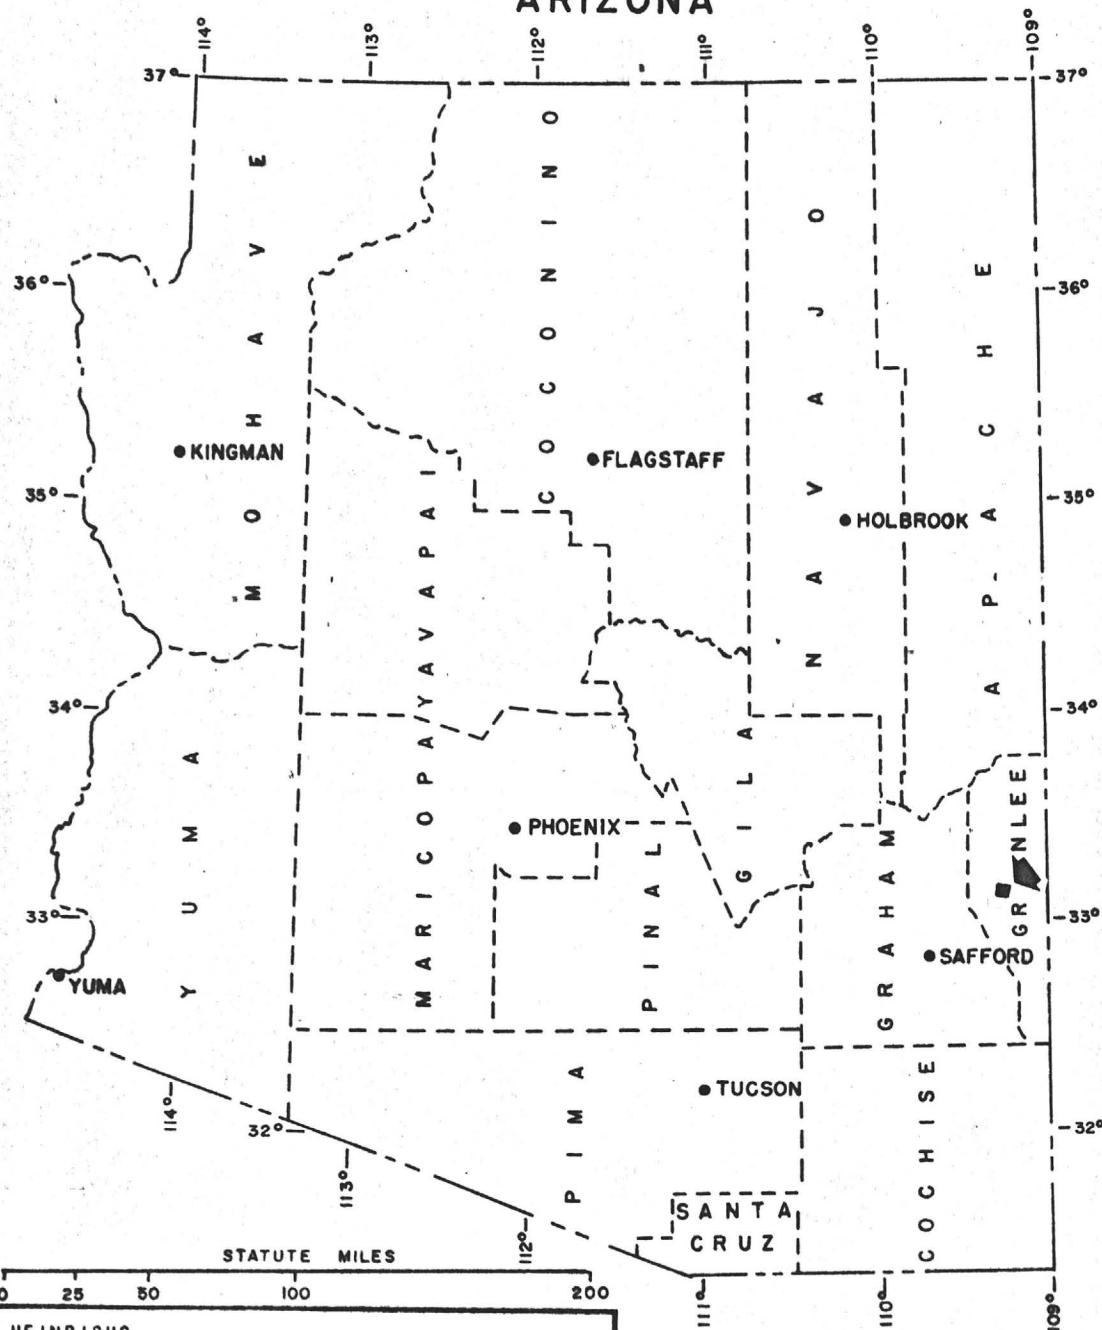 ARIZONA
114°
113°
112°
111°
110°
109°
37°
37°
MOHAVE
COCONINO
NAVAJO
APACHE
36°
36°
KINGMAN
FLAGSTAFF
YAVAPAI
35°
35°
HOLBROOK
34°
34°
YUMA
MARICOPA
GILA
GREENLEE
PHOENIX
PINAL
GRAHAM
33°
33°
YUMA
SAFFORD
PIMA
TUCSON
COCHISE
114°
32°
32°
113°
SANTA
CRUZ
112°
STATUTE MILES
0 25 50 100 200
111°
110°
109°